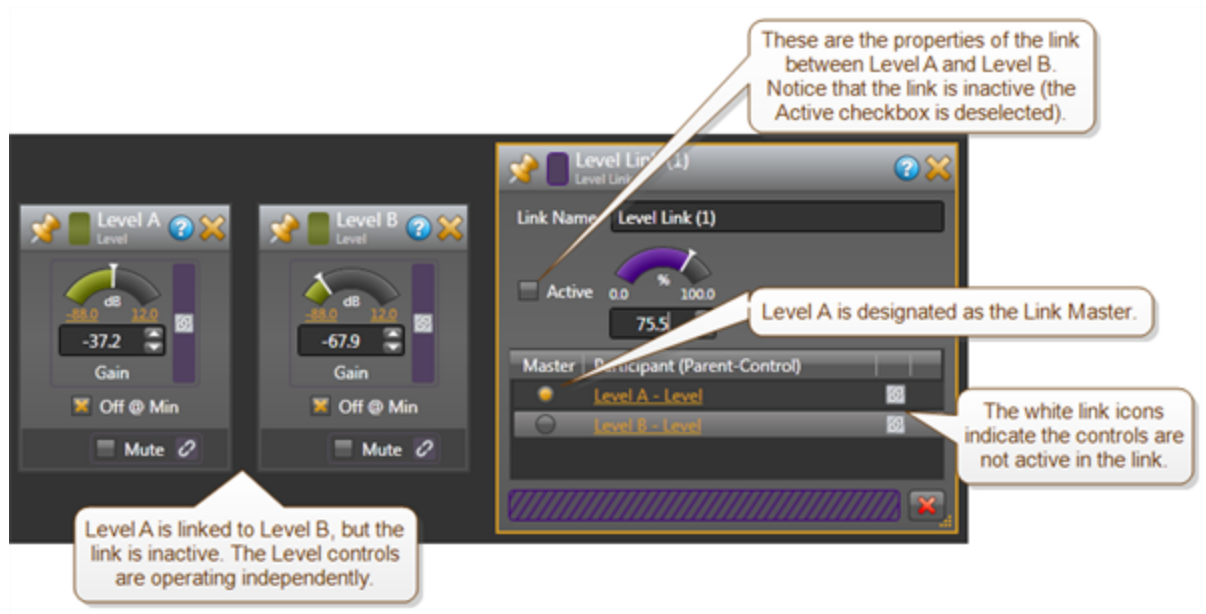 These are the properties of the link
between Level A and Level B.
Notice that the link is inactive (the
Active checkbox is deselected).
Level A
Level
dB
-88.0 12.0
-37.2
Gain
Off @ Min
Mute
Level B
Level
dB
-88.0 12.0
-67.9
Gain
Off @ Min
Mute
Level Link (1)
Level Link
Link Name Level Link (1)
Active
%
0.0 100.0
75.5
Level A is designated as the Link Master.
Master Participant (Parent-Control)
Level A - Level
Level B - Level
The white link icons
indicate the controls are
not active in the link.
Level A is linked to Level B, but the
link is inactive. The Level controls
are operating independently.